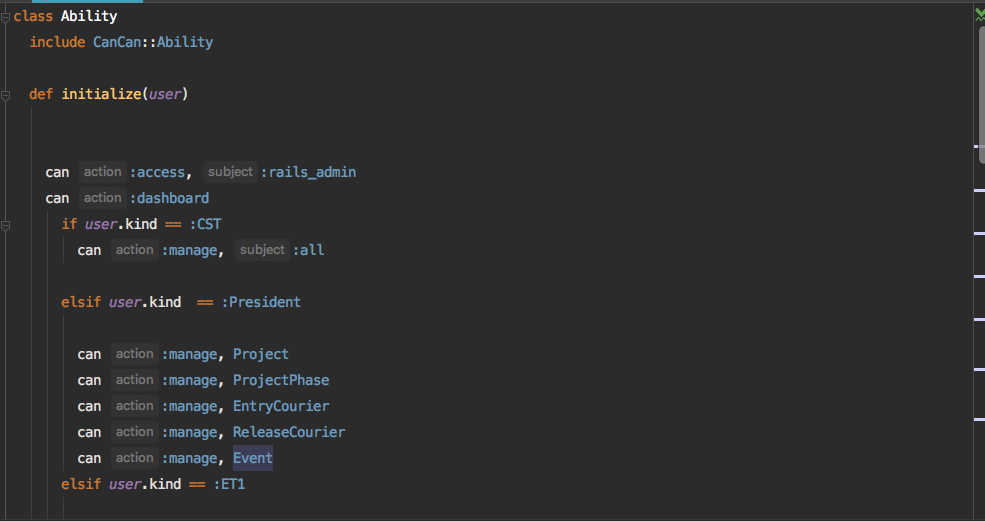 class Ability
include CanCan::Ability
def initialize(user)
can action :access, subject :rails_admin
can action :dashboard
if user.kind == :CST
can action :manage, subject :all
elsif user.kind  == :President
can action :manage, Project
can action :manage, ProjectPhase
can action :manage, EntryCourier
can action :manage, ReleaseCourier
can action :manage, Event
elsif user.kind == :ET1